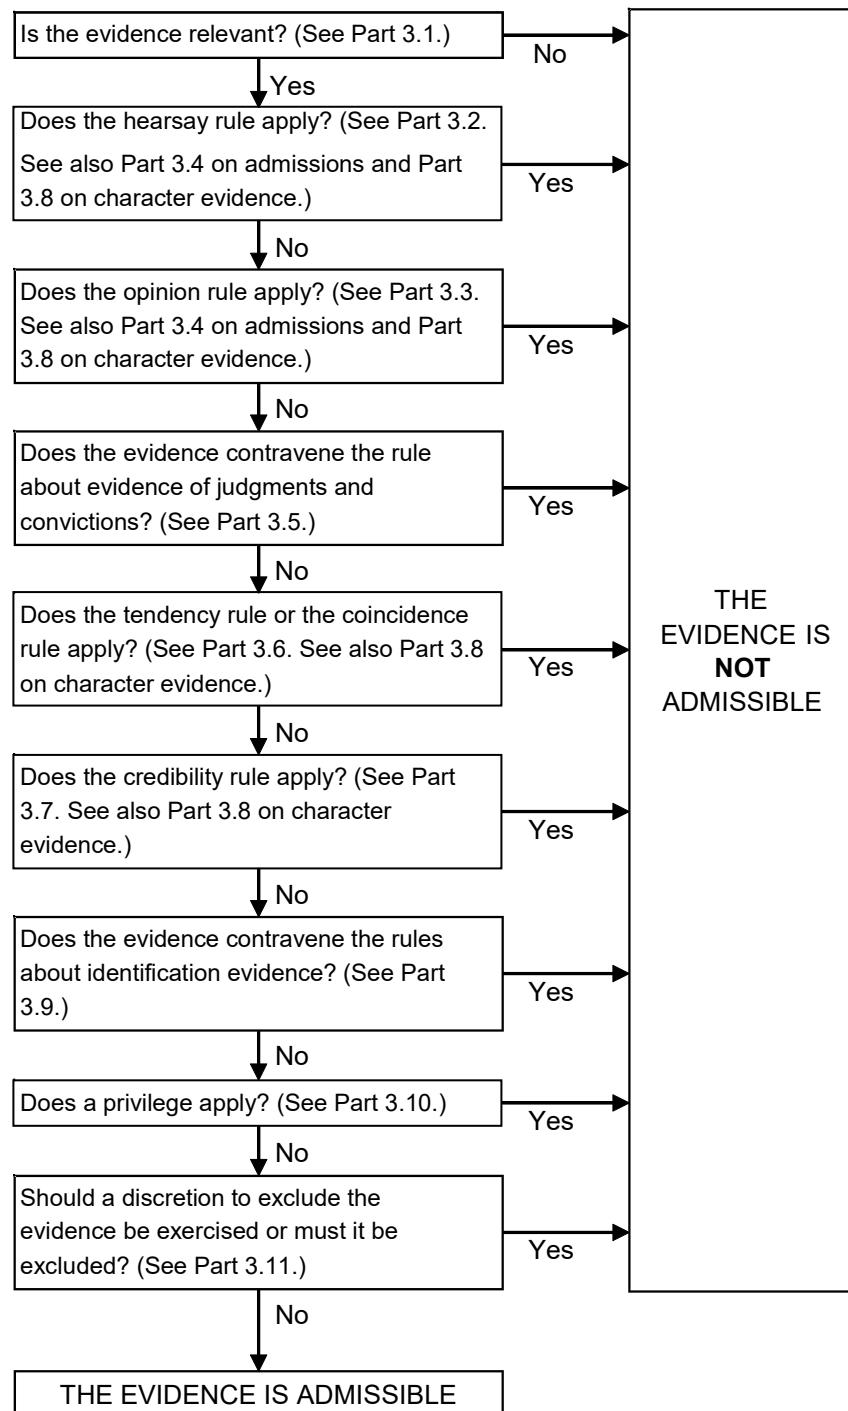 Is the evidence relevant? (See Part 3.1.)
No
Yes
Does the hearsay rule apply? (See Part 3.2.
See also Part 3.4 on admissions and Part
3.8 on character evidence.)
Yes
No
Does the opinion rule apply? (See Part 3.3.
See also Part 3.4 on admissions and Part
3.8 on character evidence.)
Yes
No
Does the evidence contravene the rule
about evidence of judgments and
convictions? (See Part 3.5.)
Yes
No
Does the tendency rule or the coincidence
rule apply? (See Part 3.6. See also Part 3.8
on character evidence.)
Yes
No
Does the credibility rule apply? (See Part
3.7. See also Part 3.8 on character
evidence.)
Yes
No
Does the evidence contravene the rules
about identification evidence? (See Part
3.9.)
Yes
No
Does a privilege apply? (See Part 3.10.)
Yes
No
Should a discretion to exclude the
evidence be exercised or must it be
excluded? (See Part 3.11.)
Yes
No
THE EVIDENCE IS ADMISSIBLE
THE
EVIDENCE IS
NOT
ADMISSIBLE